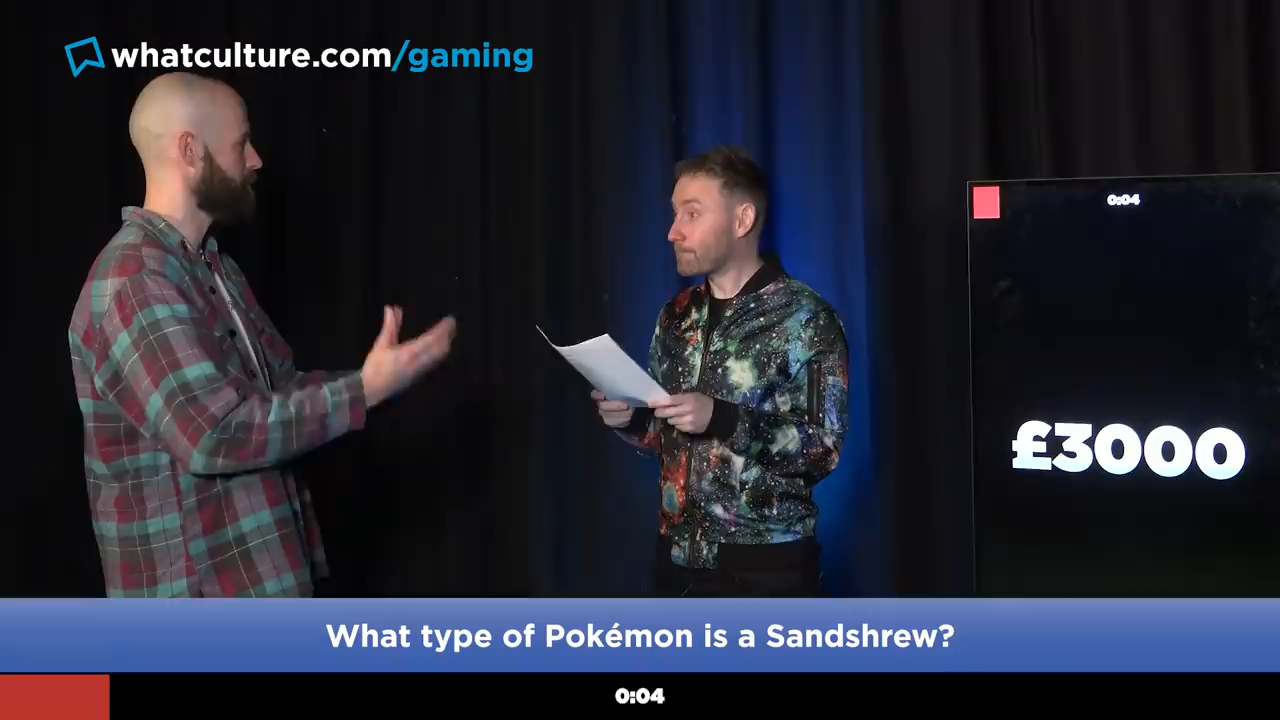 whatculture.com/gaming
0:04
£3000
What type of Pokémon is a Sandshrew?
0:04